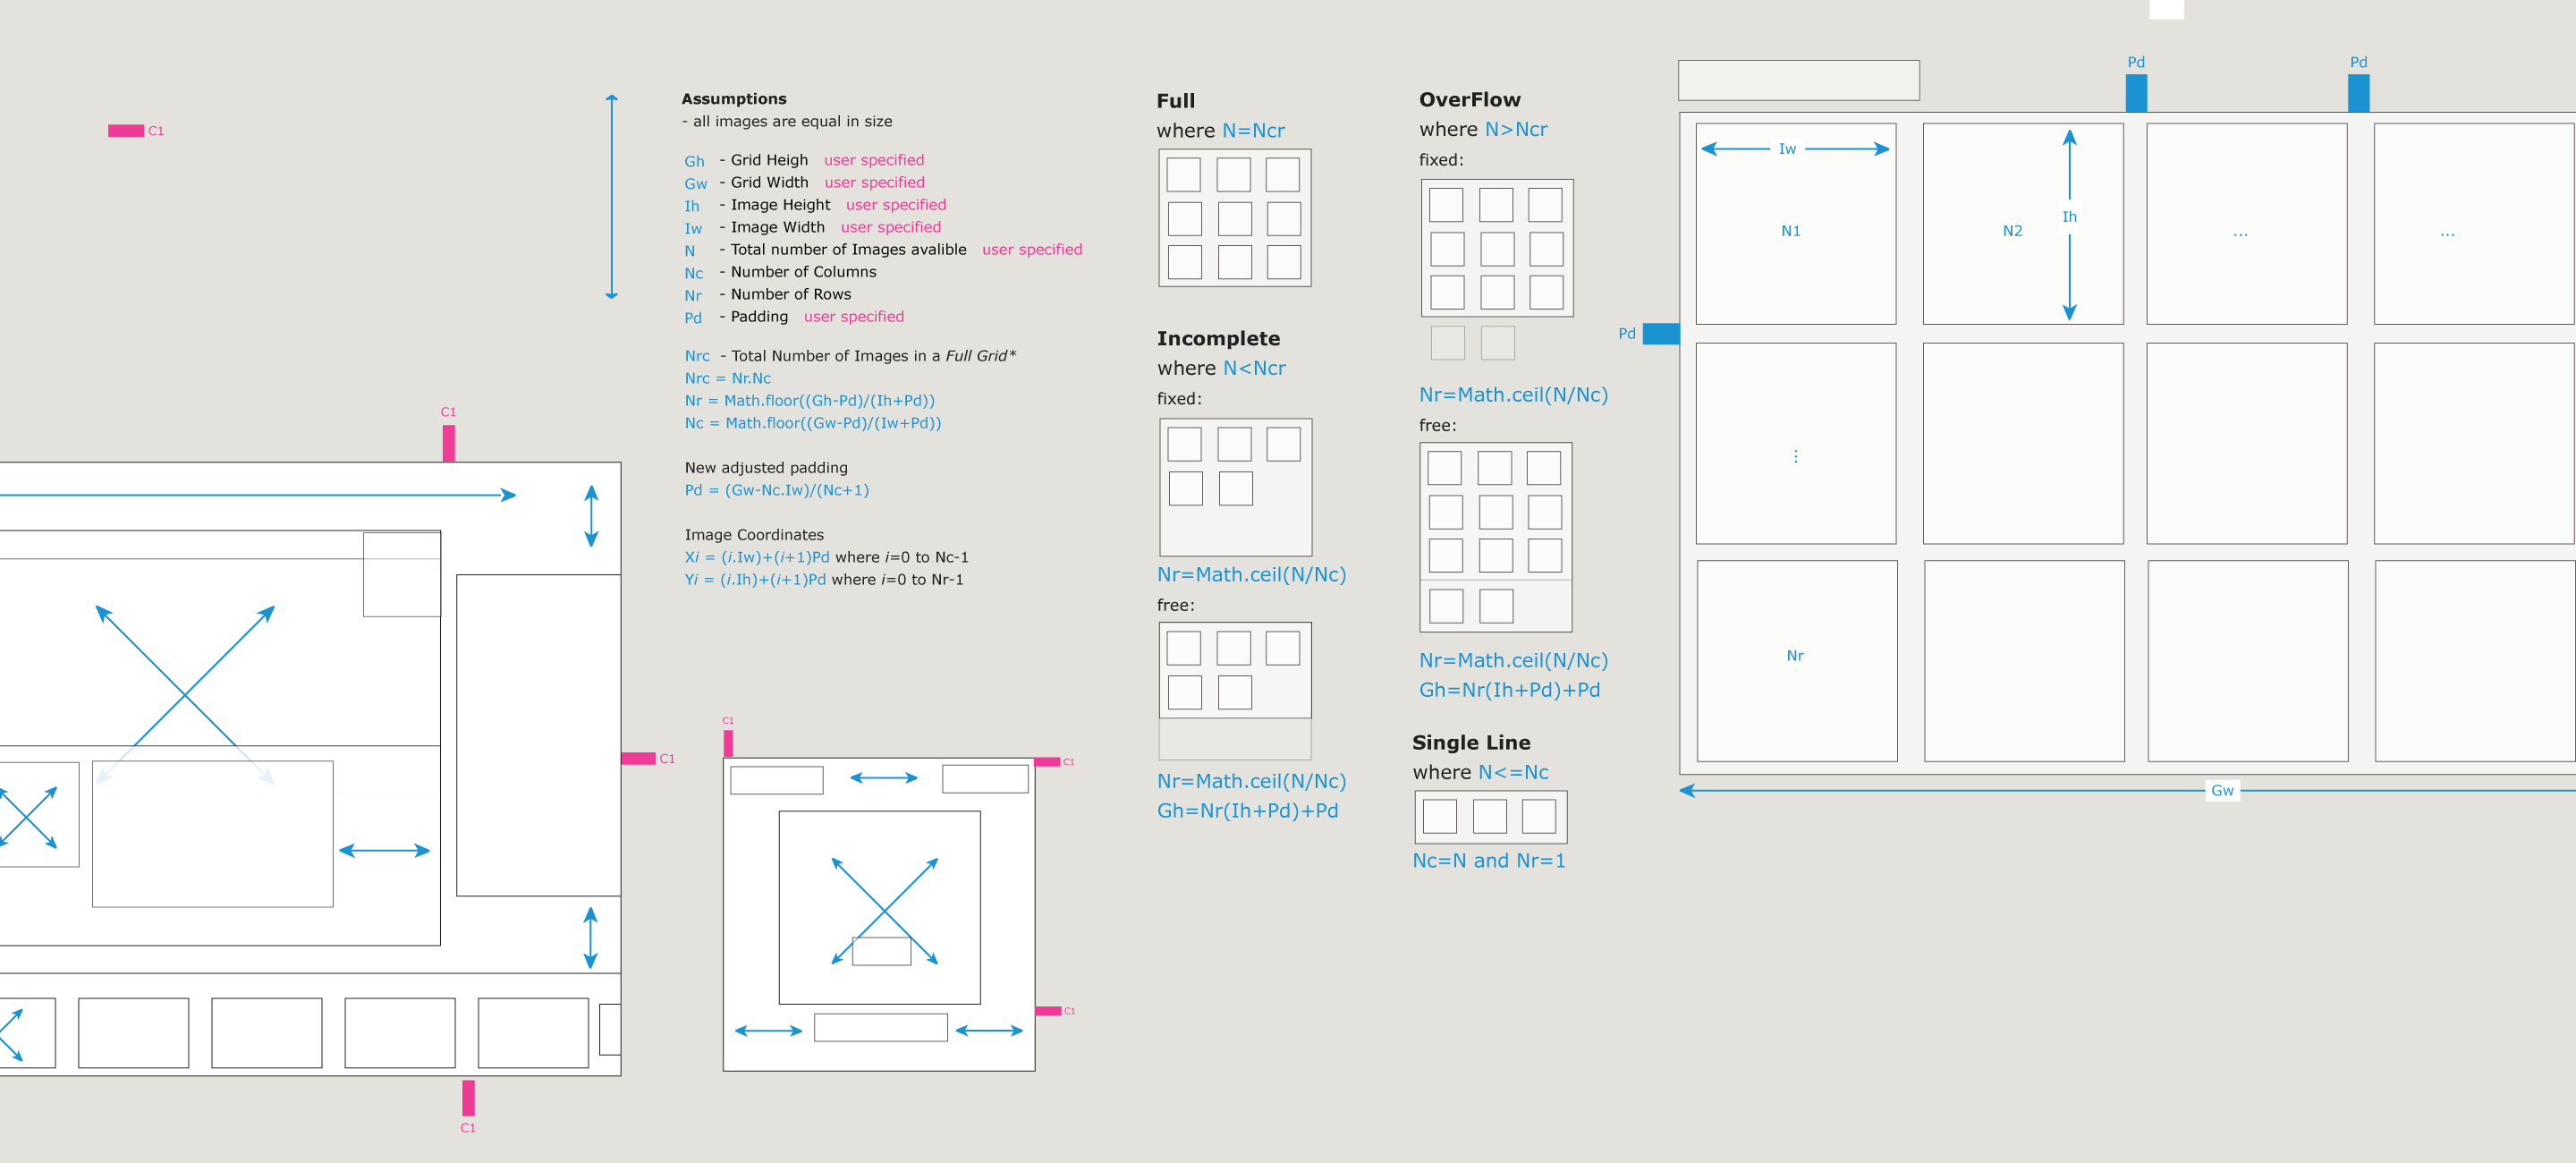 C1
C1
C1
C1
Assumptions
- all images are equal in size
Gh - Grid Heigh user specified
Gw - Grid Width user specified
Ih - Image Height user specified
Iw - Image Width user specified
N - Total number of Images avalible user specified
Nc - Number of Columns
Nr - Number of Rows
Pd - Padding user specified
Nrc - Total Number of Images in a Full Grid*
Nrc = Nr.Nc
Nr = Math.floor((Gh-Pd)/(Ih+Pd))
Nc = Math.floor((Gw-Pd)/(Iw+Pd))
New adjusted padding
Pd = (Gw-Nc.Iw)/(Nc+1)
Image Coordinates
Xi = (i.Iw)+(i+1)Pd where i=0 to Nc-1
Yi = (i.Ih)+(i+1)Pd where i=0 to Nr-1
C1
C1
C1
Full
where N=Ncr
Incomplete
where N<Ncr
fixed:
Nr=Math.ceil(N/Nc)
free:
Nr=Math.ceil(N/Nc)
Gh=Nr(Ih+Pd)+Pd
OverFlow
where N>Ncr
fixed:
Nr=Math.ceil(N/Nc)
free:
Nr=Math.ceil(N/Nc)
Gh=Nr(Ih+Pd)+Pd
Single Line
where N<=Nc
Nc=N and Nr=1
Pd
Pd
Iw
N1
N2
Ih
...
...
Pd
...
Nr
Gw